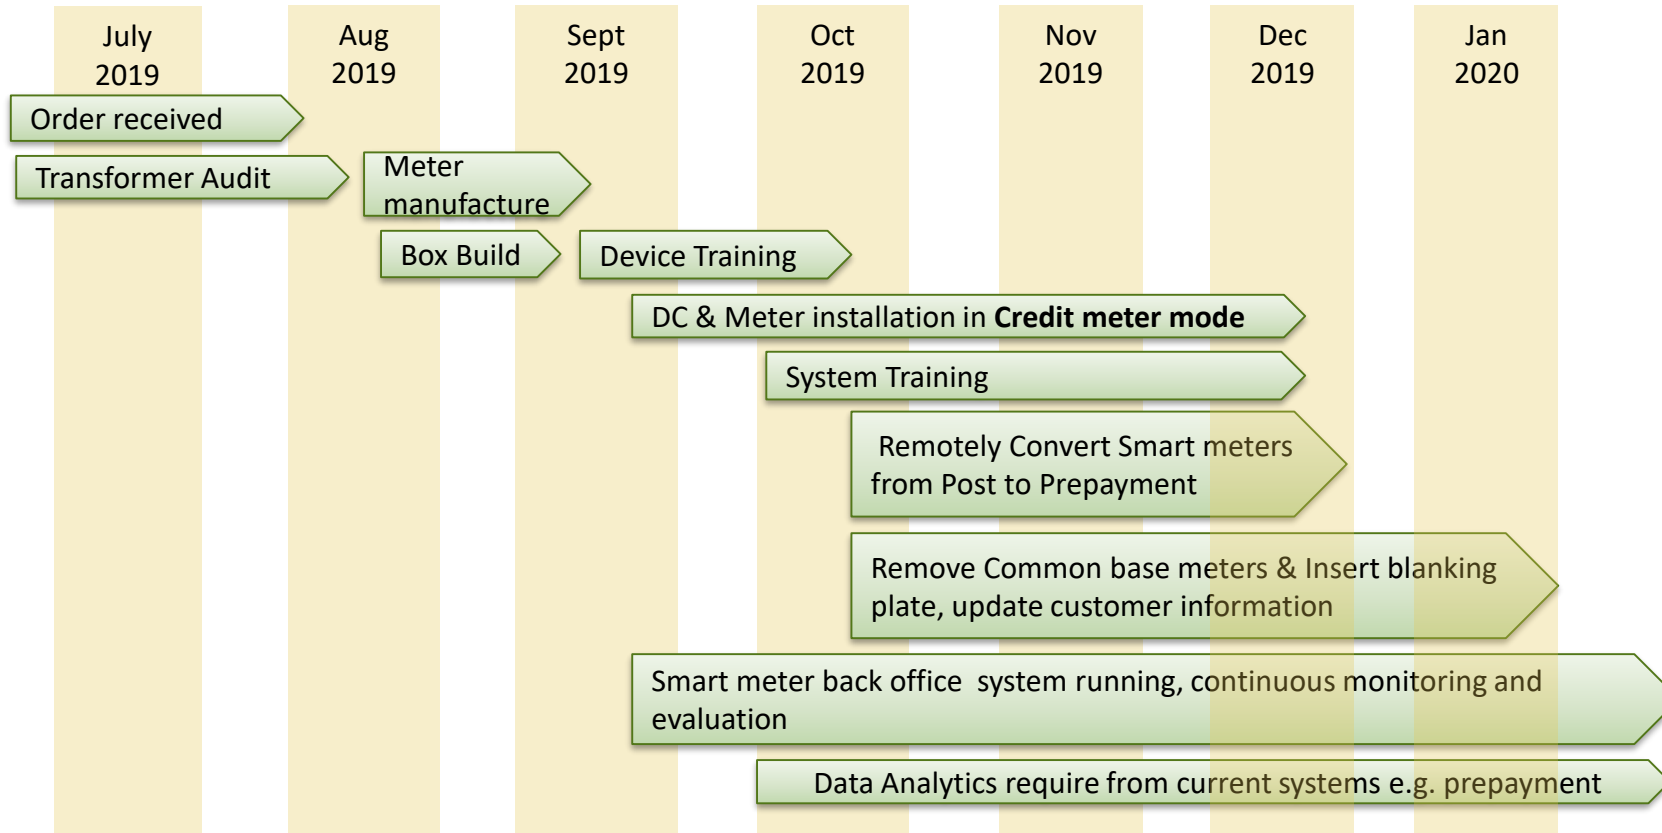 July
2019
Aug
2019
Sept
2019
Oct
2019
Nov
2019
Dec
2019
Jan
2020
Order received
Transformer Audit
Meter
manufacture
Box Build
Device Training
DC & Meter installation in Credit meter mode
System Training
Remotely Convert Smart meters
from Post to Prepayment
Remove Common base meters & Insert blanking
plate, update customer information
Smart meter back office system running, continuous monitoring and
evaluation
Data Analytics require from current systems e.g. prepayment